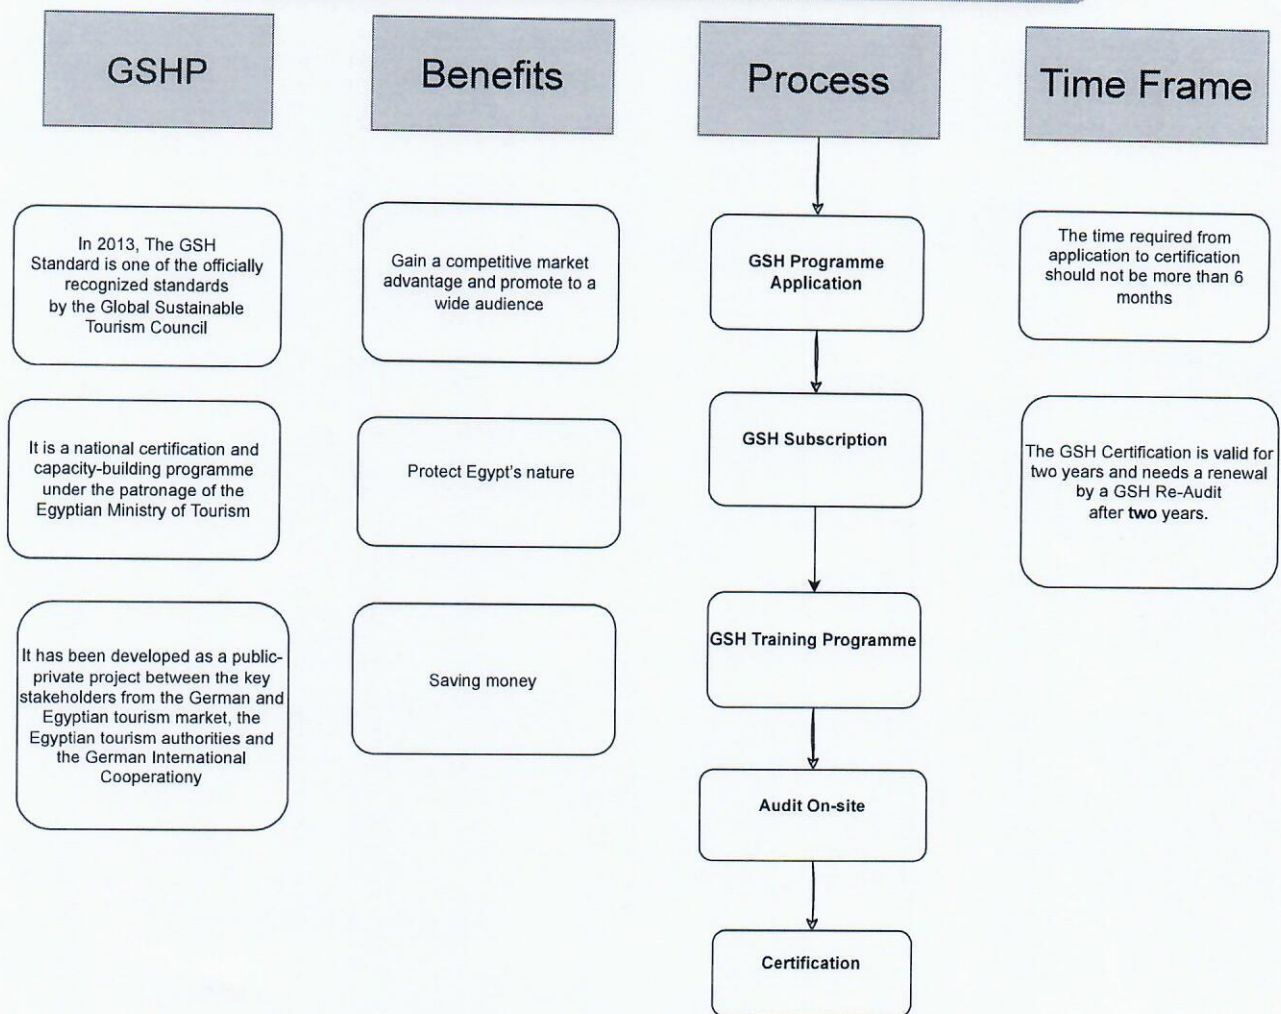 GSHP
In 2013, The GSH
Standard is one of the officially
recognized standards
by the Global Sustainable
Tourism Council
It is a national certification and
capacity-building programme
under the patronage of the
Egyptian Ministry of Tourism
It has been developed as a public-
private project between the key
stakeholders from the German and
Egyptian tourism market, the
Egyptian tourism authorities and
the German International
Cooperationy
Benefits
Gain a competitive market
advantage and promote to a
wide audience
Protect Egypt's nature
Saving money
Process
GSH Programme
Application
GSH Subscription
GSH Training Programme
Audit On-site
Certification
Time Frame
The time required from
application to certification
should not be more than 6
months
The GSH Certification is valid for
two years and needs a renewal
by a GSH Re-Audit
after two years.